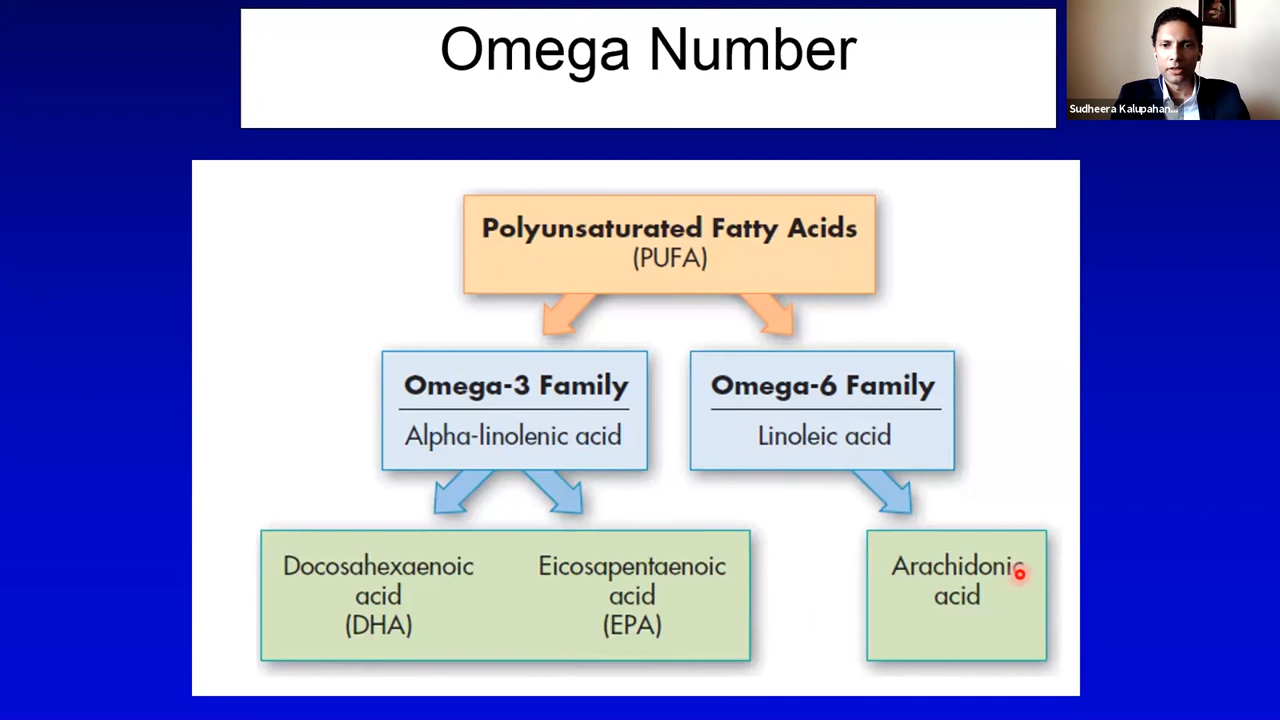 Omega Number
Sudheera Kalupahan...
Polyunsaturated Fatty Acids
(PUFA)
Omega-3 Family
Alpha-linolenic acid
Omega-6 Family
Linoleic acid
Docosahexaenoic
acid
(DHA)
Eicosapentaenoic
acid
(EPA)
Arachidonic
acid